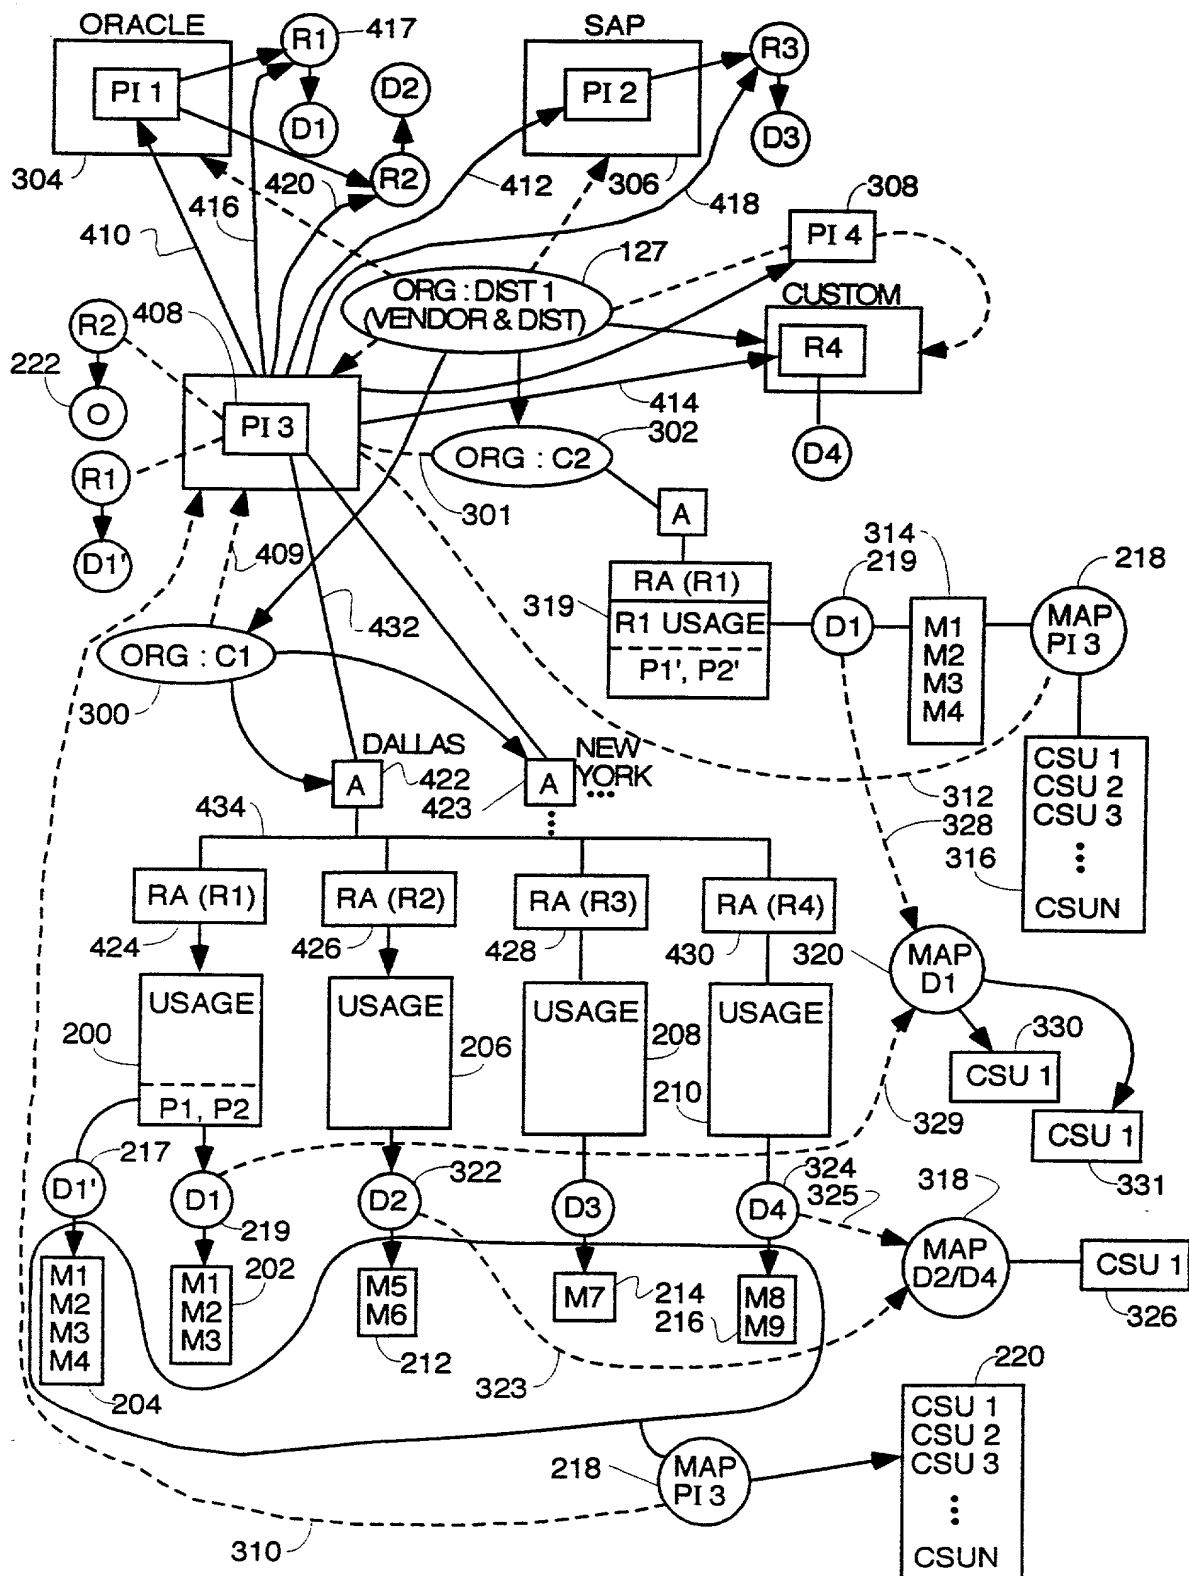 ORACLE
R1
417
SAP
R3
PI 1
D2
PI 2
D1
D3
304
R2
412
306
308
420
418
416
PI 4
410
127
ORG : DIST 1
(VENDOR & DIST)
CUSTOM
R2
408
R4
222
O
PI 3
414
302
R1
ORG : C2
D4
301
A
409
314
D1'
RA (R1)
219
218
319
R1 USAGE
D1
M1
M2
M3
M4
MAP
PI 3
432
ORG : C1
P1', P2'
300
DALLAS
NEW
YORK
•••
CSU 1
CSU 2
CSU 3
CSUN
A
422
A
423
312
434
328
316
RA (R1)
RA (R2)
RA (R3)
RA (R4)
424
426
428
430
320
MAP
D1
USAGE
USAGE
USAGE
USAGE
330
200
206
208
CSU 1
210
P1, P2
329
CSU 1
217
322
324
318
331
D1'
D1
D2
D3
D4
325
219
MAP
D2/D4
CSU 1
M1
M2
M3
M4
M1
M2
M3
202
M5
M6
M7
214
216
M8
M9
326
212
323
204
220
CSU 1
CSU 2
CSU 3
CSUN
218
MAP
PI 3
310